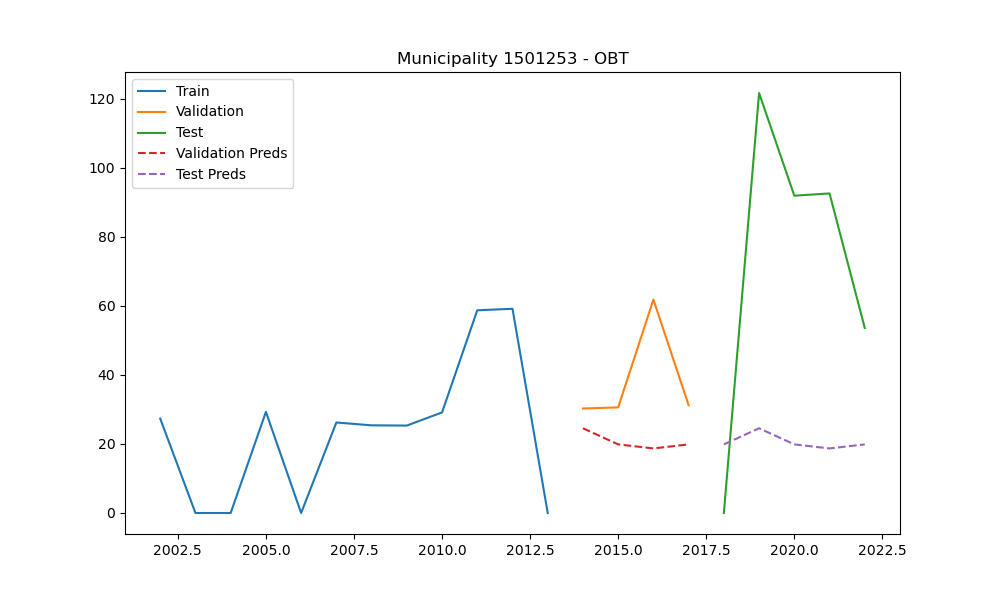 Municipality 1501253 - OBT
Train
Validation
Test
Validation Preds
Test Preds
120
100
80
60
40
20
0
2002.5 2005.0 2007.5 2010.0 2012.5 2015.0 2017.5 2020.0 2022.5